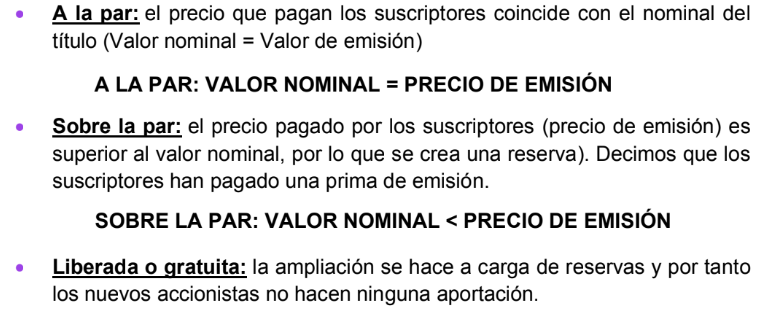 • A la par: el precio que pagan los suscriptores coincide con el nominal del
título (Valor nominal = Valor de emisión)
A LA PAR: VALOR NOMINAL = PRECIO DE EMISIÓN
• Sobre la par: el precio pagado por los suscriptores (precio de emisión) es
superior al valor nominal, por lo que se crea una reserva). Decimos que los
suscriptores han pagado una prima de emisión.
SOBRE LA PAR: VALOR NOMINAL < PRECIO DE EMISIÓN
• Liberada o gratuita: la ampliación se hace a carga de reservas y por tanto
los nuevos accionistas no hacen ninguna aportación.